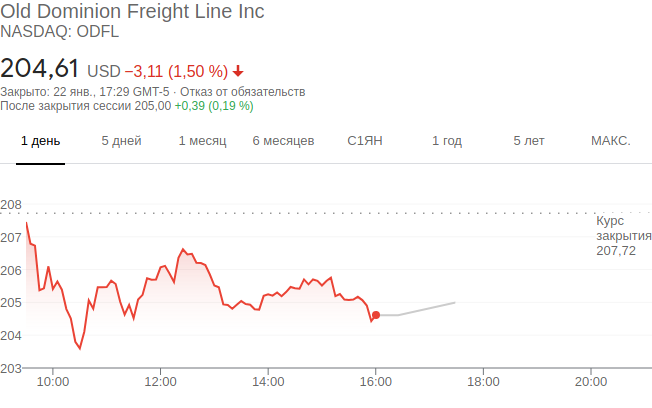 Old Dominion Freight Line Inc
NASDAQ: ODFL
204,61 USD −3,11 (1,50 %)
Закрыто: 22 янв., 17:29 GMT-5 · Отказ от обязательств
После закрытия сессии 205,00 +0,39 (0,19 %)
1 день 5 дней 1 месяц 6 месяцев С1ЯН 1 год 5 лет МАКС.
208
Курс
закрытия
207,72
207
206
205
204
203
10:00 12:00 14:00 16:00 18:00 20:00